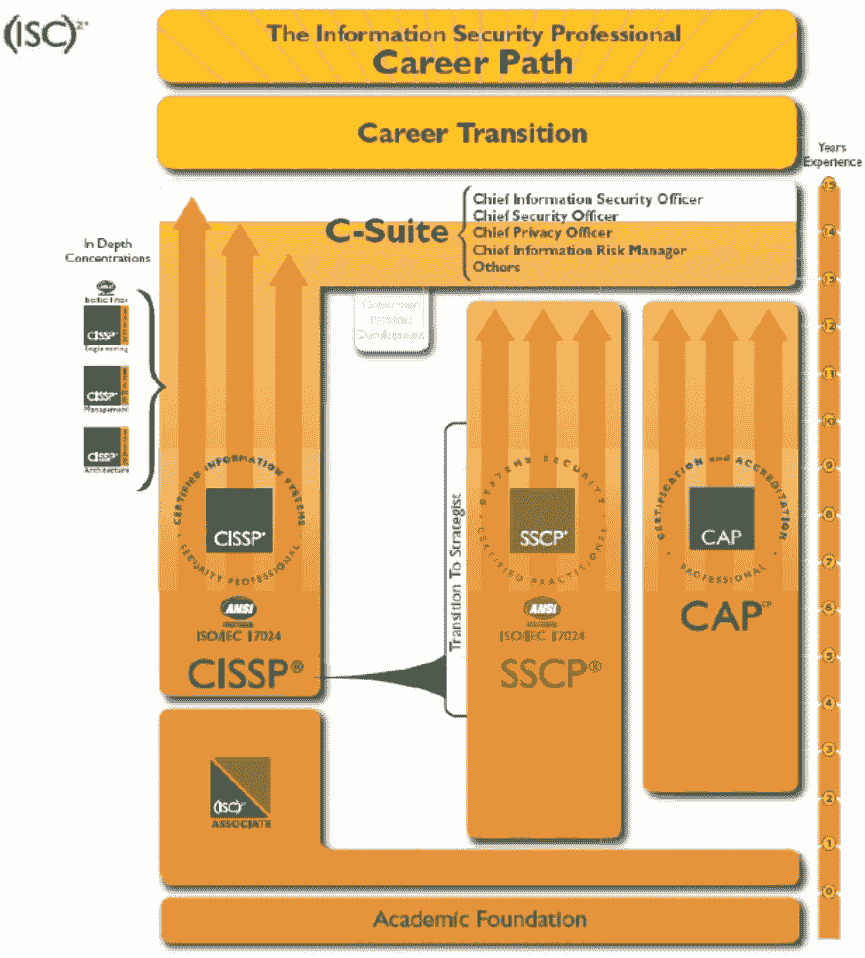 (ISC)²®
The Information Security Professional
Career Path
Career Transition
Years
Experience
C-Suite
Chief Information Security Officer
Chief Security Officer
Chief Privacy Officer
Chief Information Risk Manager
Others
In Depth
Concentrations
CISSP®
Engineering
CISSP®
Management
CISSP®
Architecture
Development
15
14
13
12
11
10
9
8
7
6
5
4
3
2
1
0
CERTIFIED INFORMATION SYSTEMS
CISSP®
SECURITY PROFESSIONAL
ANSI
ISO/IEC 17024
CISSP®
Transition To Strategist
SYSTEMS SECURITY
SSCP®
CERTIFIED PRACTITIONER
ANSI
ISO/IEC 17024
SSCP®
CERTIFICATION and ACCREDITATION
CAP
PROFESSIONAL
CAP
(ISC)²®
ASSOCIATE
Academic Foundation